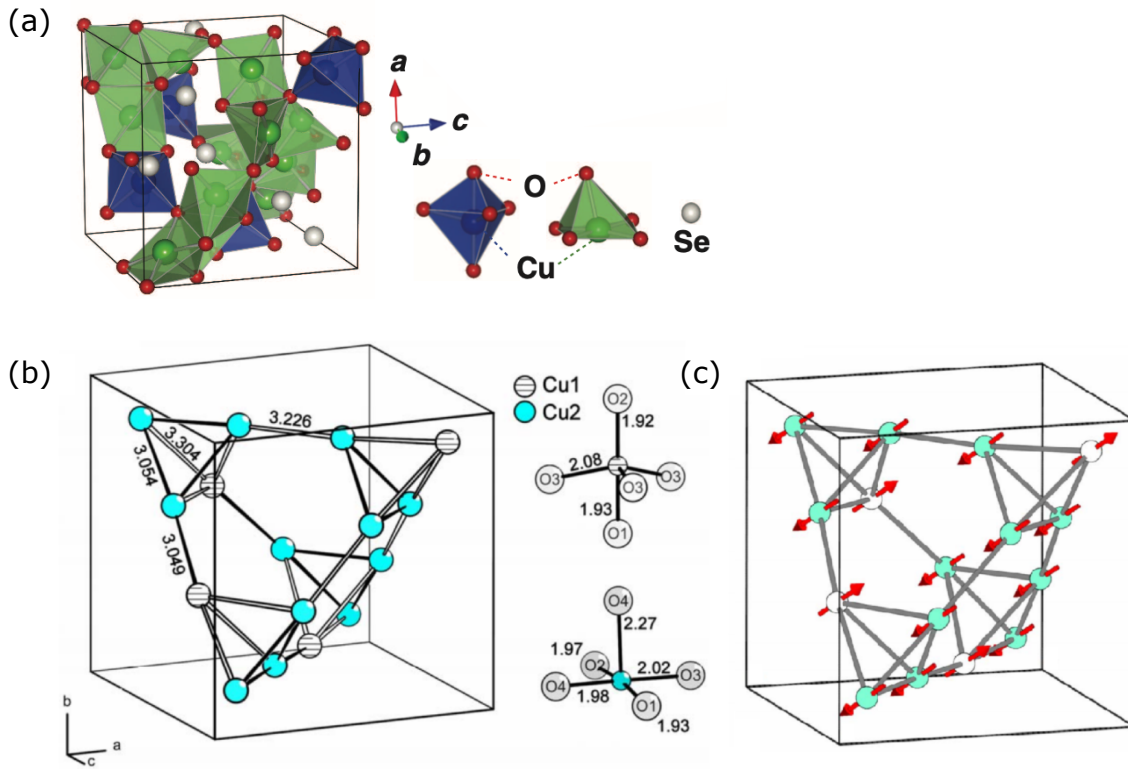 (a)
a
c
b
O
Cu
Se
(b)
Cu1
Cu2
3.226
3.304
3.054
3.049
O2
1.92
2.08
O3
O3
O3
1.93
O1
O4
2.27
1.97
O2
2.02
O3
O4
1.98
O1
1.93
b
a
c
(c)